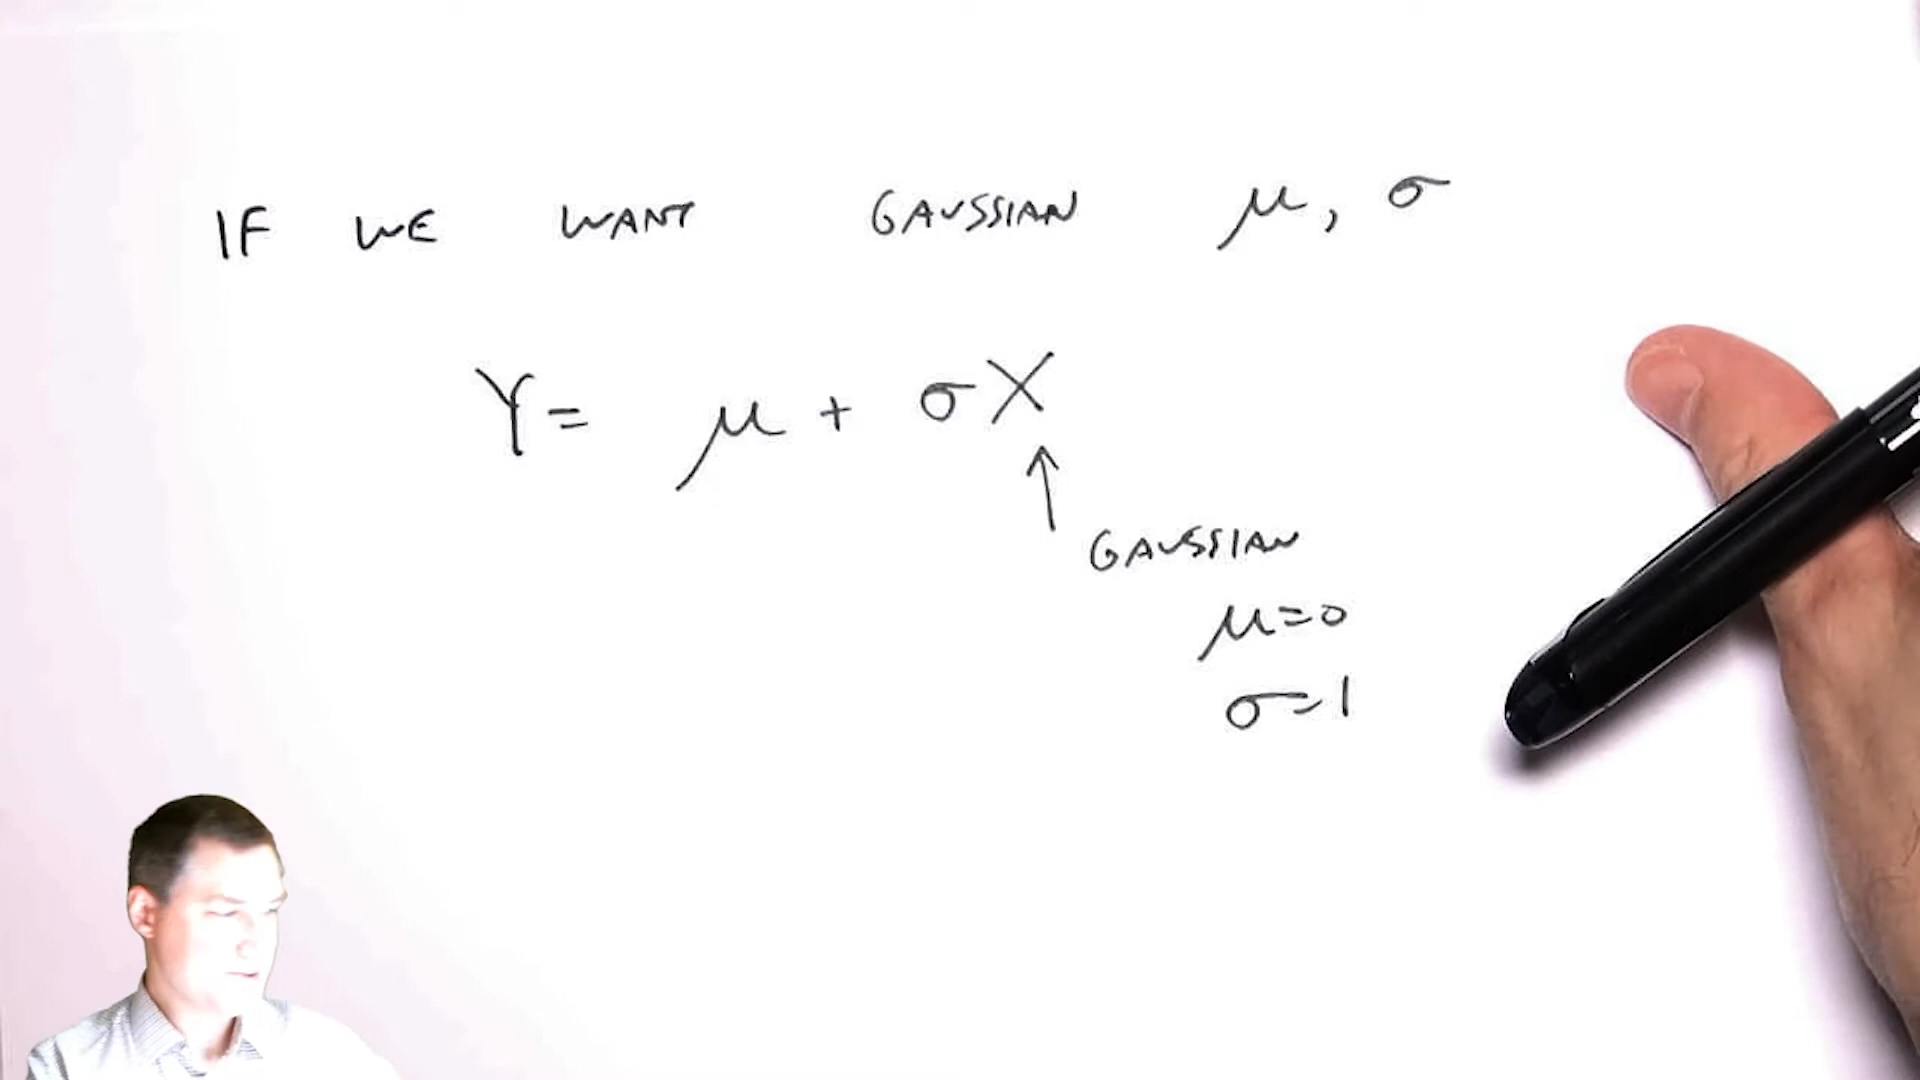 IF WE WANT GAUSSIAN μ, σ
Y = μ + σX
↑
GAUSSIAN
μ=0
σ=1